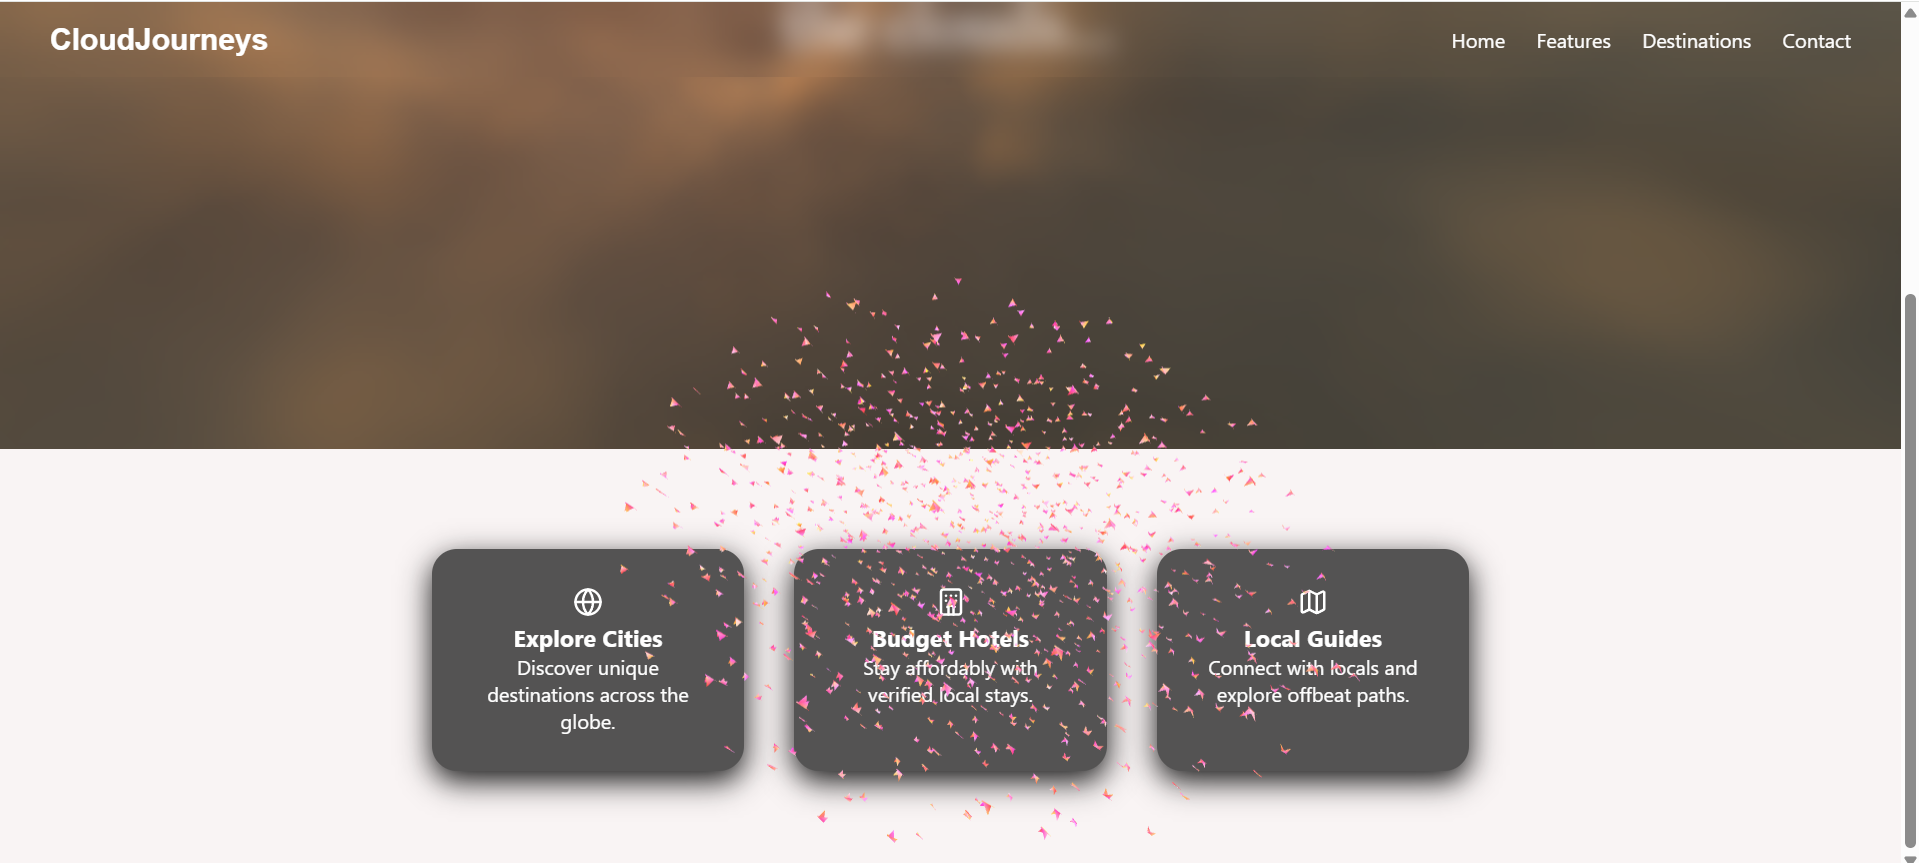 CloudJourneys
Home Features Destinations Contact
Explore Cities
Discover unique
destinations across the
globe.
Budget Hotels
Stay affordably with
verified local stays.
Local Guides
Connect with locals and
explore offbeat paths.